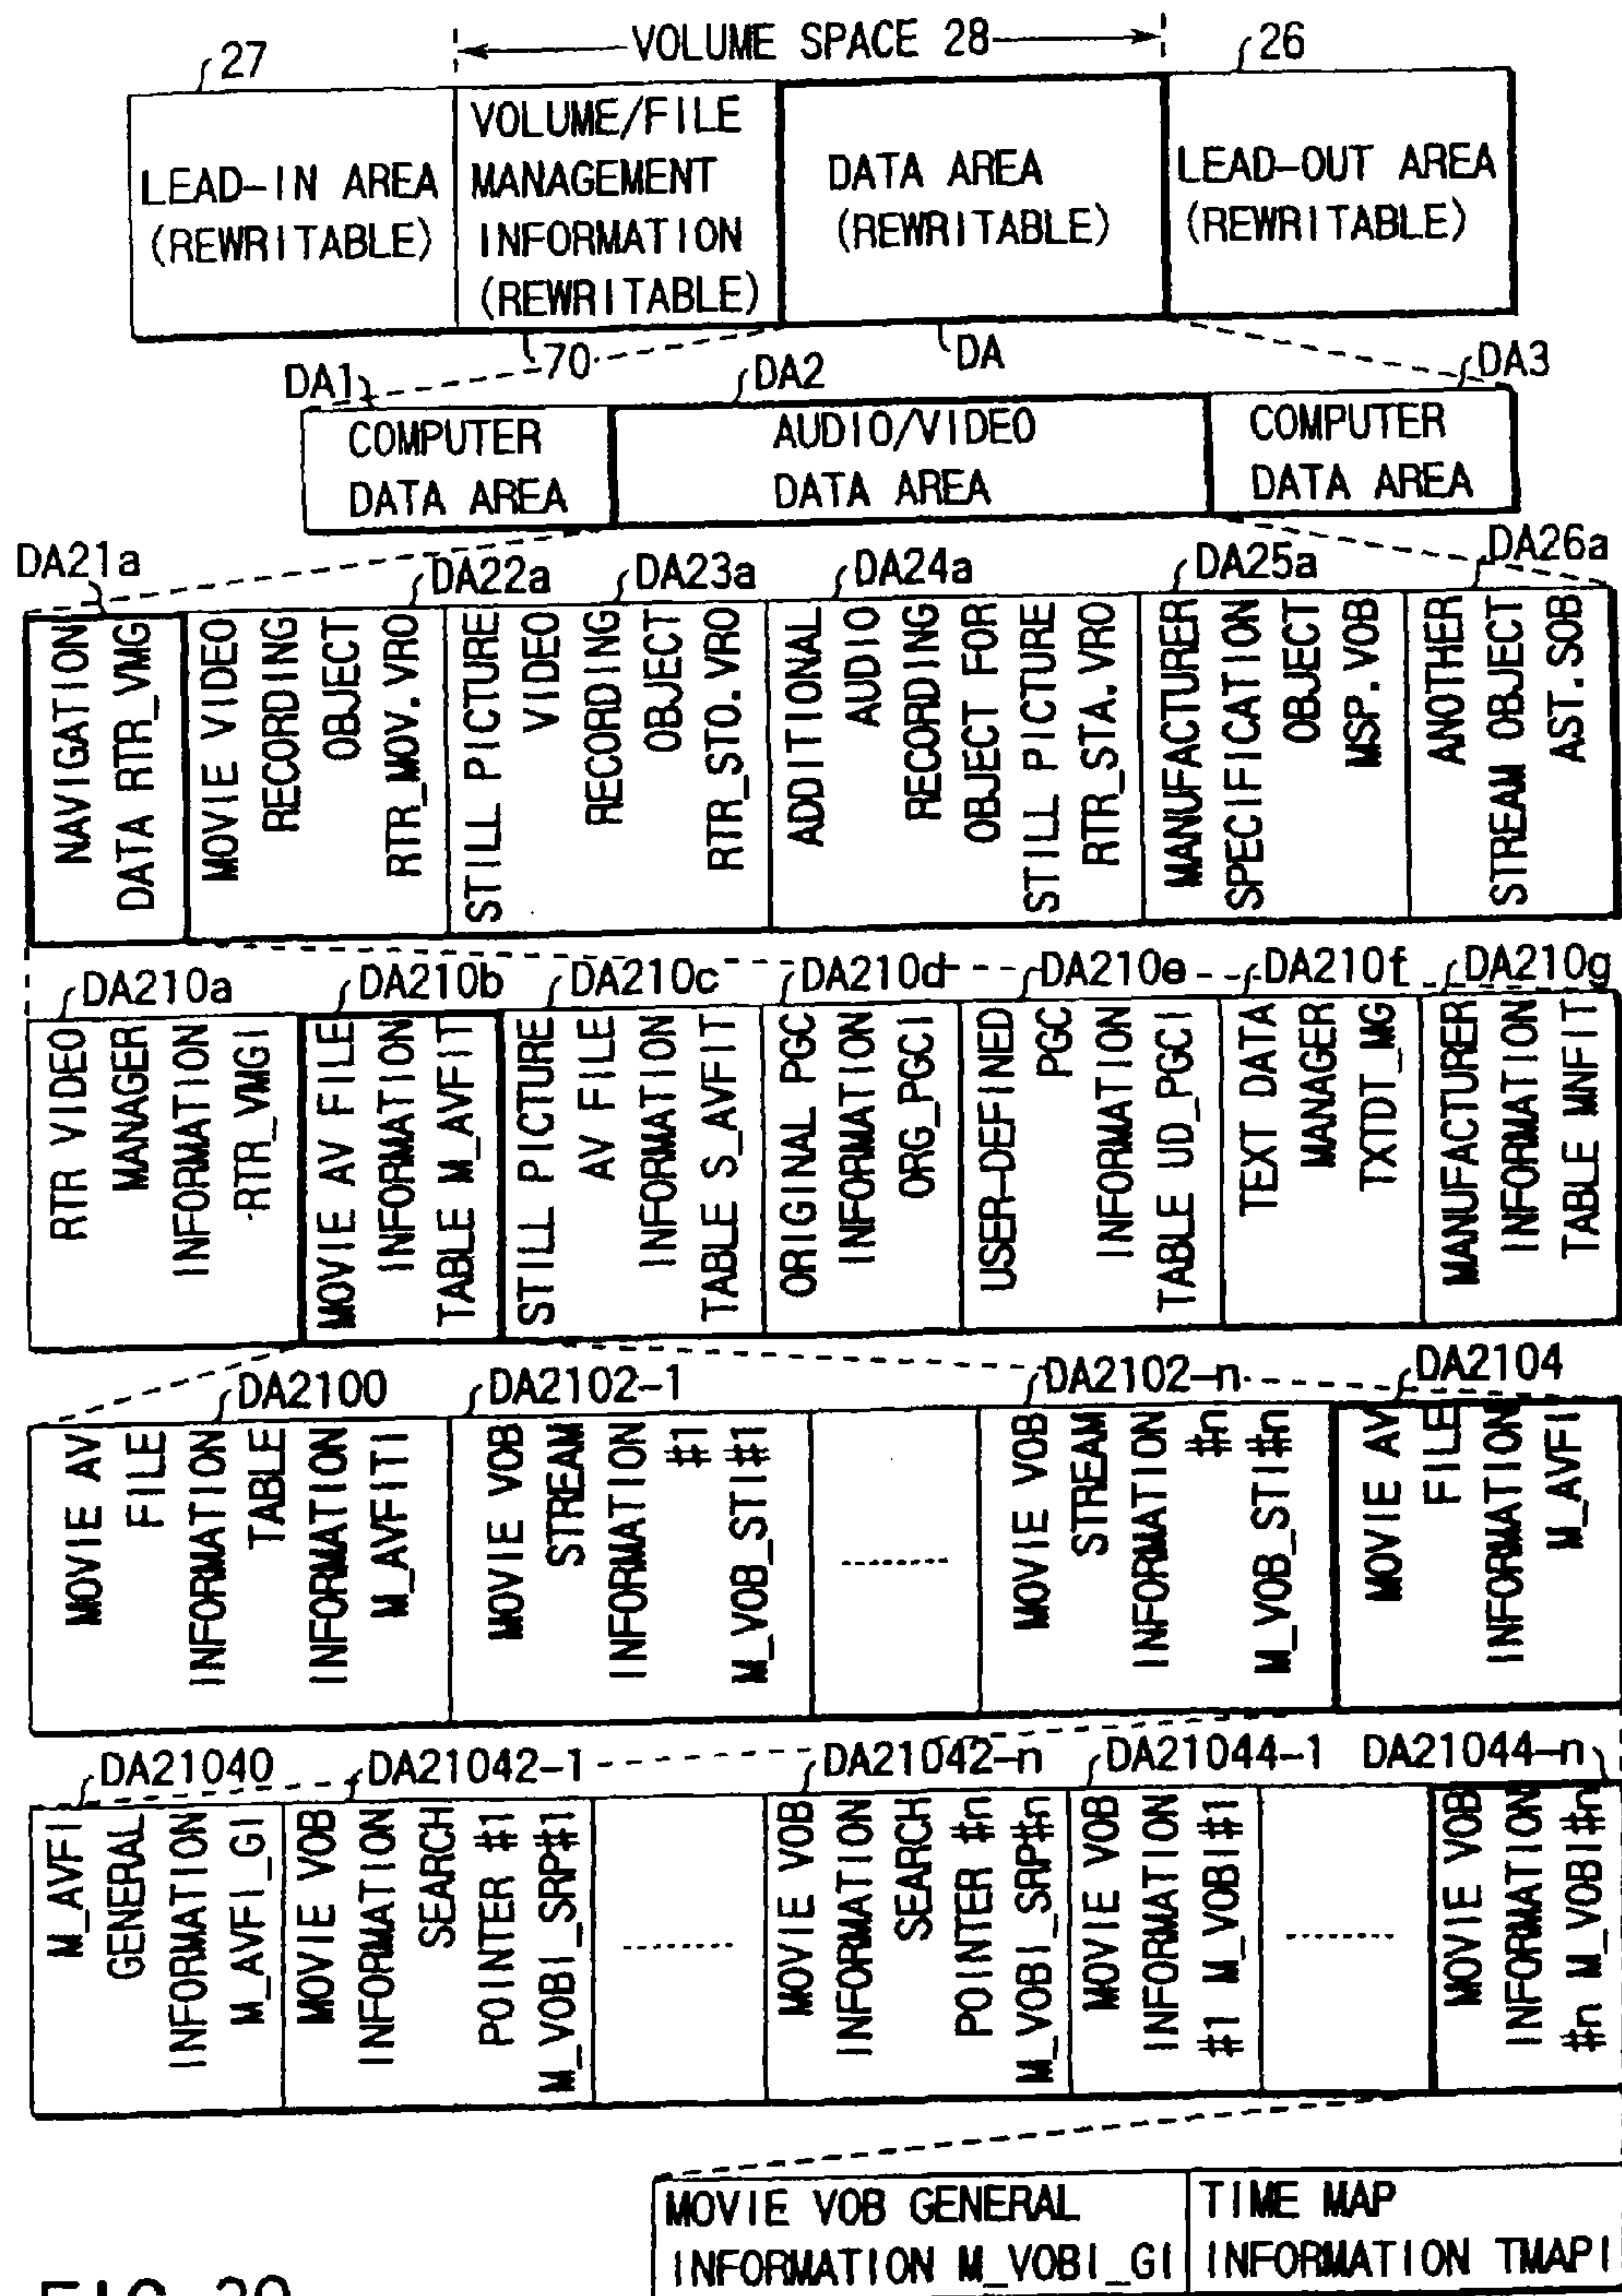 VOLUME SPACE 28
27
26
LEAD-IN AREA
(REWRITABLE)
VOLUME/FILE
MANAGEMENT
INFORMATION
(REWRITABLE)
DATA AREA
(REWRITABLE)
LEAD-OUT AREA
(REWRITABLE)
70
DA
DA1
DA2
DA3
COMPUTER
DATA AREA
AUDIO/VIDEO
DATA AREA
COMPUTER
DATA AREA
DA21a
DA22a
DA23a
DA24a
DA25a
DA26a
NAVIGATION
DATA RTR_VMG
MOVIE VIDEO
RECORDING
OBJECT
RTR_MOV.VRO
STILL PICTURE
VIDEO
RECORDING
OBJECT
RTR_STO.VRO
ADDITIONAL
AUDIO
RECORDING
OBJECT FOR
STILL PICTURE
RTR_STA.VRO
MANUFACTURER
SPECIFICATION
OBJECT
MSP.VOB
ANOTHER
STREAM OBJECT
AST.SOB
DA210a
DA210b
DA210c
DA210d
DA210e
DA210f
DA210g
RTR VIDEO
MANAGER
INFORMATION
RTR_VMGI
MOVIE AV FILE
INFORMATION
TABLE M_AVFIT
STILL PICTURE
AV FILE
INFORMATION
TABLE S_AVFIT
ORIGINAL PGC
INFORMATION
ORG_PGCI
USER-DEFINED
PGC
INFORMATION
TABLE UD_PGCI
TEXT DATA
MANAGER
TXTDT_MG
MANUFACTURER
INFORMATION
TABLE MNFIT
DA2100
DA2102-1
DA2102-n
DA2104
MOVIE AV
FILE
INFORMATION
TABLE
INFORMATION
M_AVFITI
MOVIE VOB
STREAM
INFORMATION
#1
M_VOB_STI#1
MOVIE VOB
STREAM
INFORMATION
#n
M_VOB_STI#n
MOVIE AV
FILE
INFORMATION
M_AVFI
DA21040
DA21042-1
DA21042-n
DA21044-1
DA21044-n
M_AVFI
GENERAL
INFORMATION
M_AVFI_GI
MOVIE VOB
INFORMATION
SEARCH
POINTER #1
M_VOBI_SRP#1
MOVIE VOB
INFORMATION
SEARCH
POINTER #n
M_VOBI_SRP#n
MOVIE VOB
INFORMATION
#1 M_VOBI#1
MOVIE VOB
INFORMATION
#n M_VOBI#n
MOVIE VOB GENERAL
INFORMATION M_VOBI_GI
TIME MAP
INFORMATION TMAPI